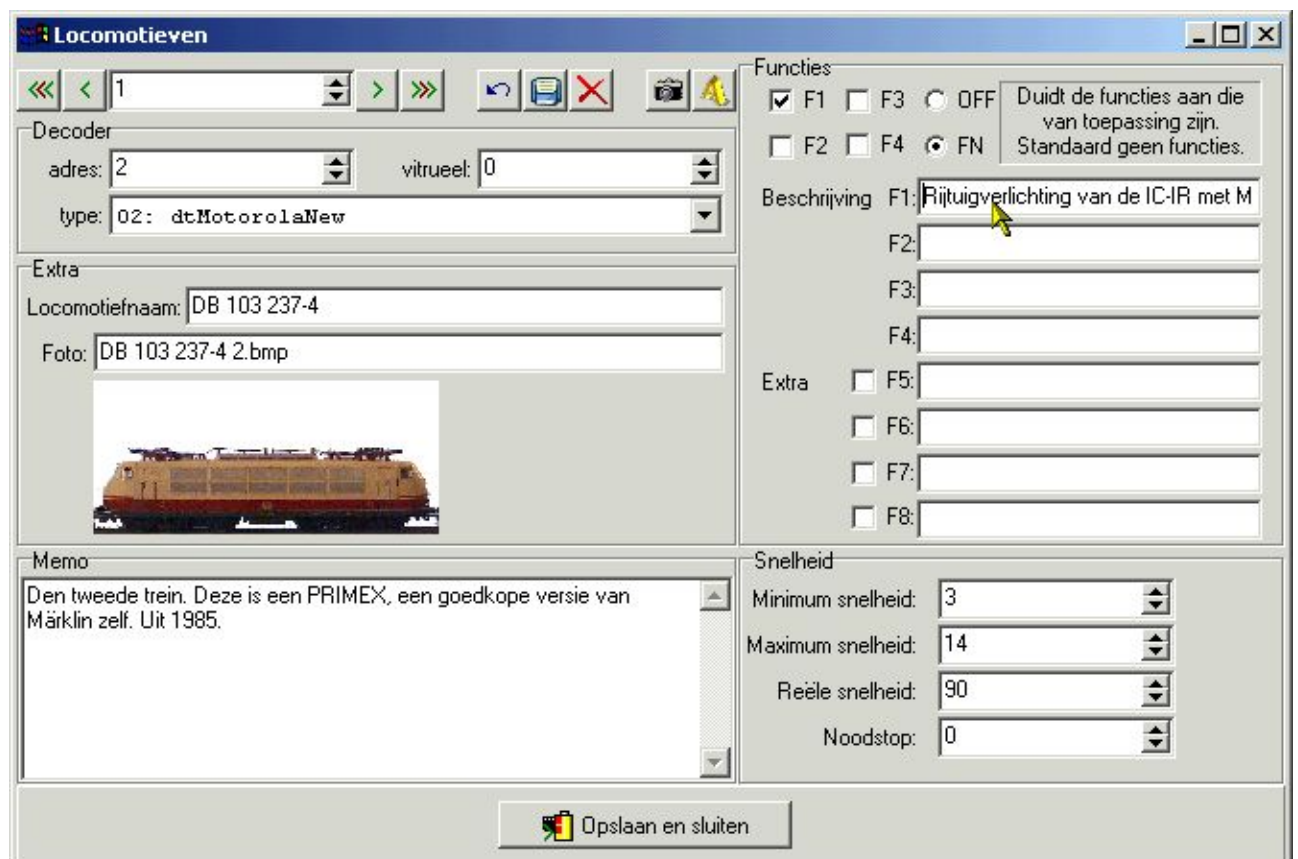 Locomotieven
1
Decoder
adres: 2
vitrueel: 0
type: 02: dtMotorolaNew
Extra
Locomotiefnaam: DB 103 237-4
Foto: DB 103 237-4 2.bmp
Memo
Den tweede trein. Deze is een PRIMEX, een goedkope versie van
Märklin zelf. Uit 1985.
Functies
F1 F3 OFF
F2 F4 FN
Duidt de functies aan die
van toepassing zijn.
Standaard geen functies.
Beschrijving F1: Rijtuigverlichting van de IC-IR met M
F2:
F3:
F4:
Extra F5:
F6:
F7:
F8:
Snelheid
Minimum snelheid: 3
Maximum snelheid: 14
Reële snelheid: 90
Noodstop: 0
Opslaan en sluiten